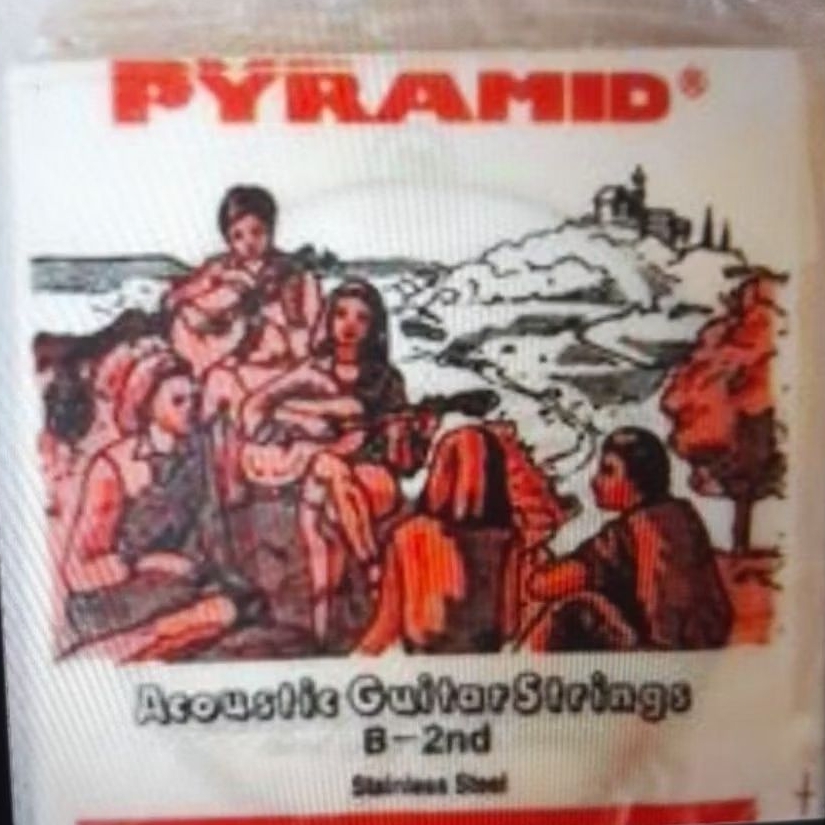 PYRAMID®
Acoustic Guitar Strings
B-2nd
Stainless Steel